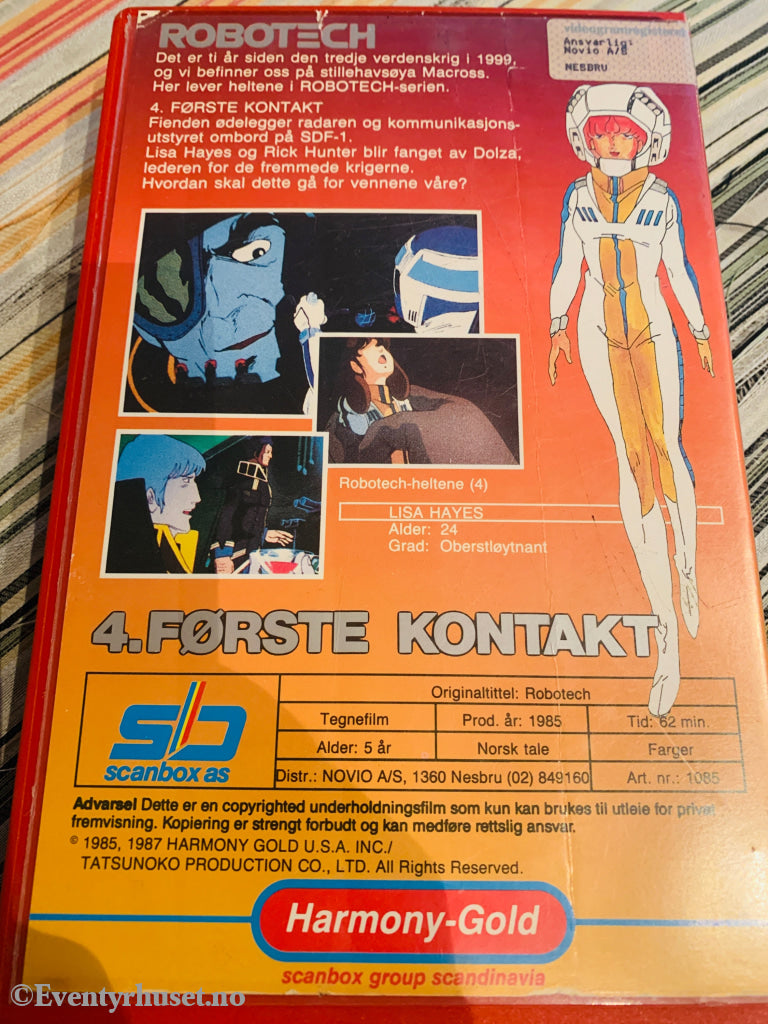 ROBOTECH
Det er ti år siden den tredje verdenskrig i 1999,
og vi befinner oss på stillehavsøya Macross.
Her lever heltene i ROBOTECH-serien.
videogramregisteret
Ansvarlig:
Novio A/S
NESBRU
4. FØRSTE KONTAKT
Fienden ødelegger radaren og kommunikasjons-
utstyret ombord på SDF-1.
Lisa Hayes og Rick Hunter blir fanget av Dolza,
lederen for de fremmede krigerne.
Hvordan skal dette gå for vennene våre?
Robotech-heltene (4)
LISA HAYES
Alder: 24
Grad: Oberstløytnant
4. FØRSTE KONTAKT
scanbox as
Originaltittel: Robotech
Tegnefilm Prod. år: 1985 Tid: 62 min.
Alder: 5 år Norsk tale Farger
Distr.: NOVIO A/S, 1360 Nesbru (02) 849160 Art. nr.: 1085
Advarsel Dette er en copyrighted underholdningsfilm som kun kan brukes til utleie for privat
fremvisning. Kopiering er strengt forbudt og kan medføre rettslig ansvar.
© 1985, 1987 HARMONY GOLD U.S.A. INC./
TATSUNOKO PRODUCTION CO., LTD. All Rights Reserved.
Harmony-Gold
scanbox group scandinavia
©Eventyrhuset.no